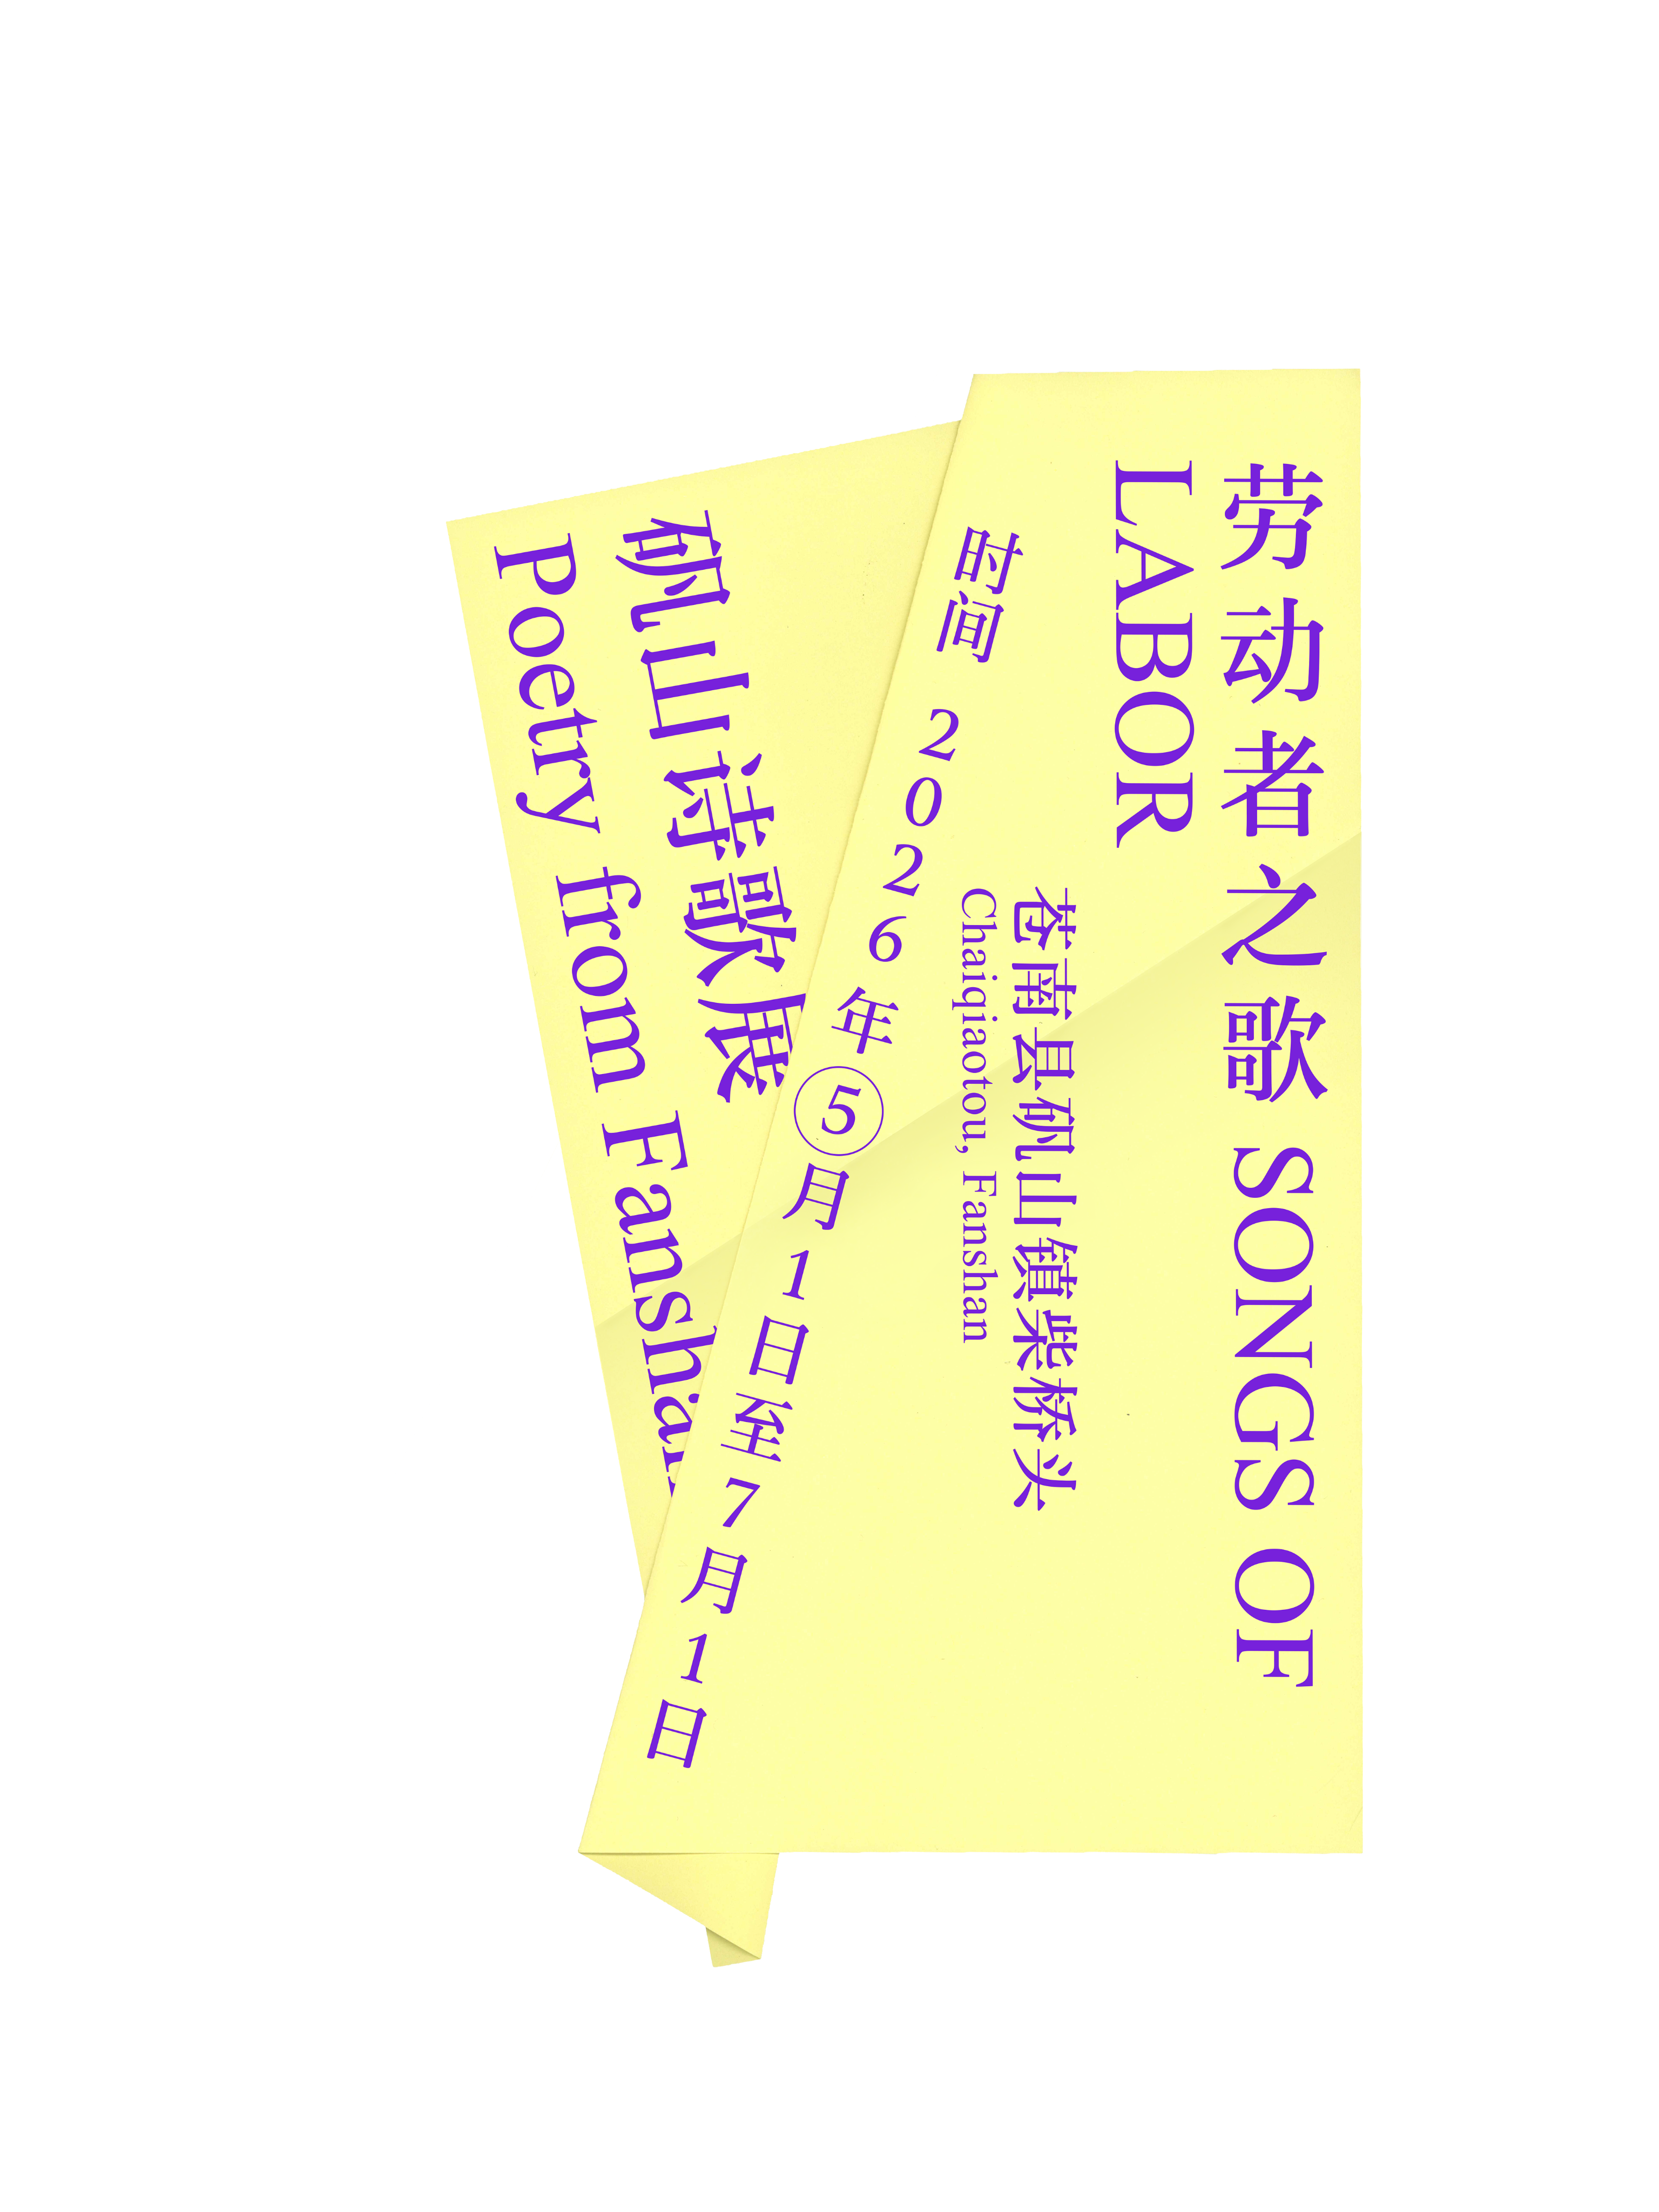 劳动者之歌 SONGS OF
LABOR
苍南县矾山镇柴桥头
Chaiqiaotou, Fanshan
时间 2026年⑤月1日至7月1日
矾山诗歌展
Poetry from Fanshan